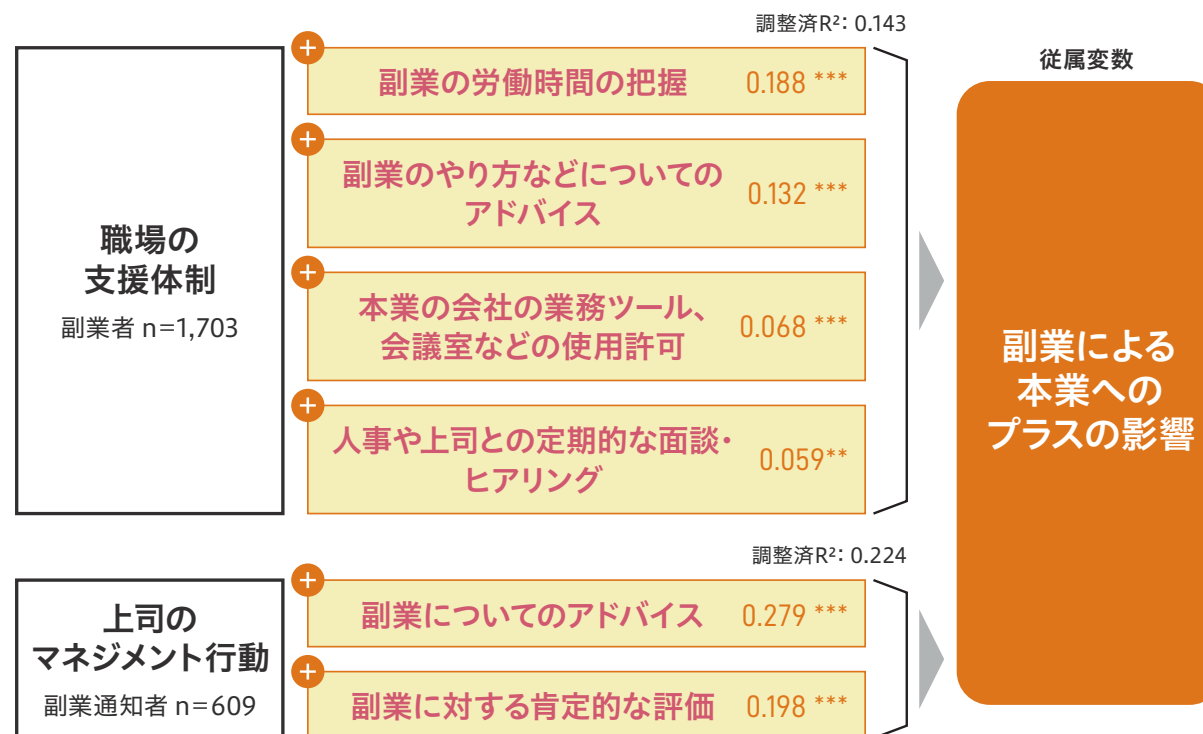 調整済R²: 0.143
従属変数
職場の
支援体制
副業者 n=1,703
+
副業の労働時間の把握 0.188 ***
+
副業のやり方などについての
アドバイス
0.132 ***
+
本業の会社の業務ツール、
会議室などの使用許可
0.068 ***
+
人事や上司との定期的な面談・
ヒアリング
0.059**
副業による
本業への
プラスの影響
調整済R²: 0.224
上司の
マネジメント行動
副業通知者 n=609
+
副業についてのアドバイス 0.279 ***
+
副業に対する肯定的な評価 0.198 ***